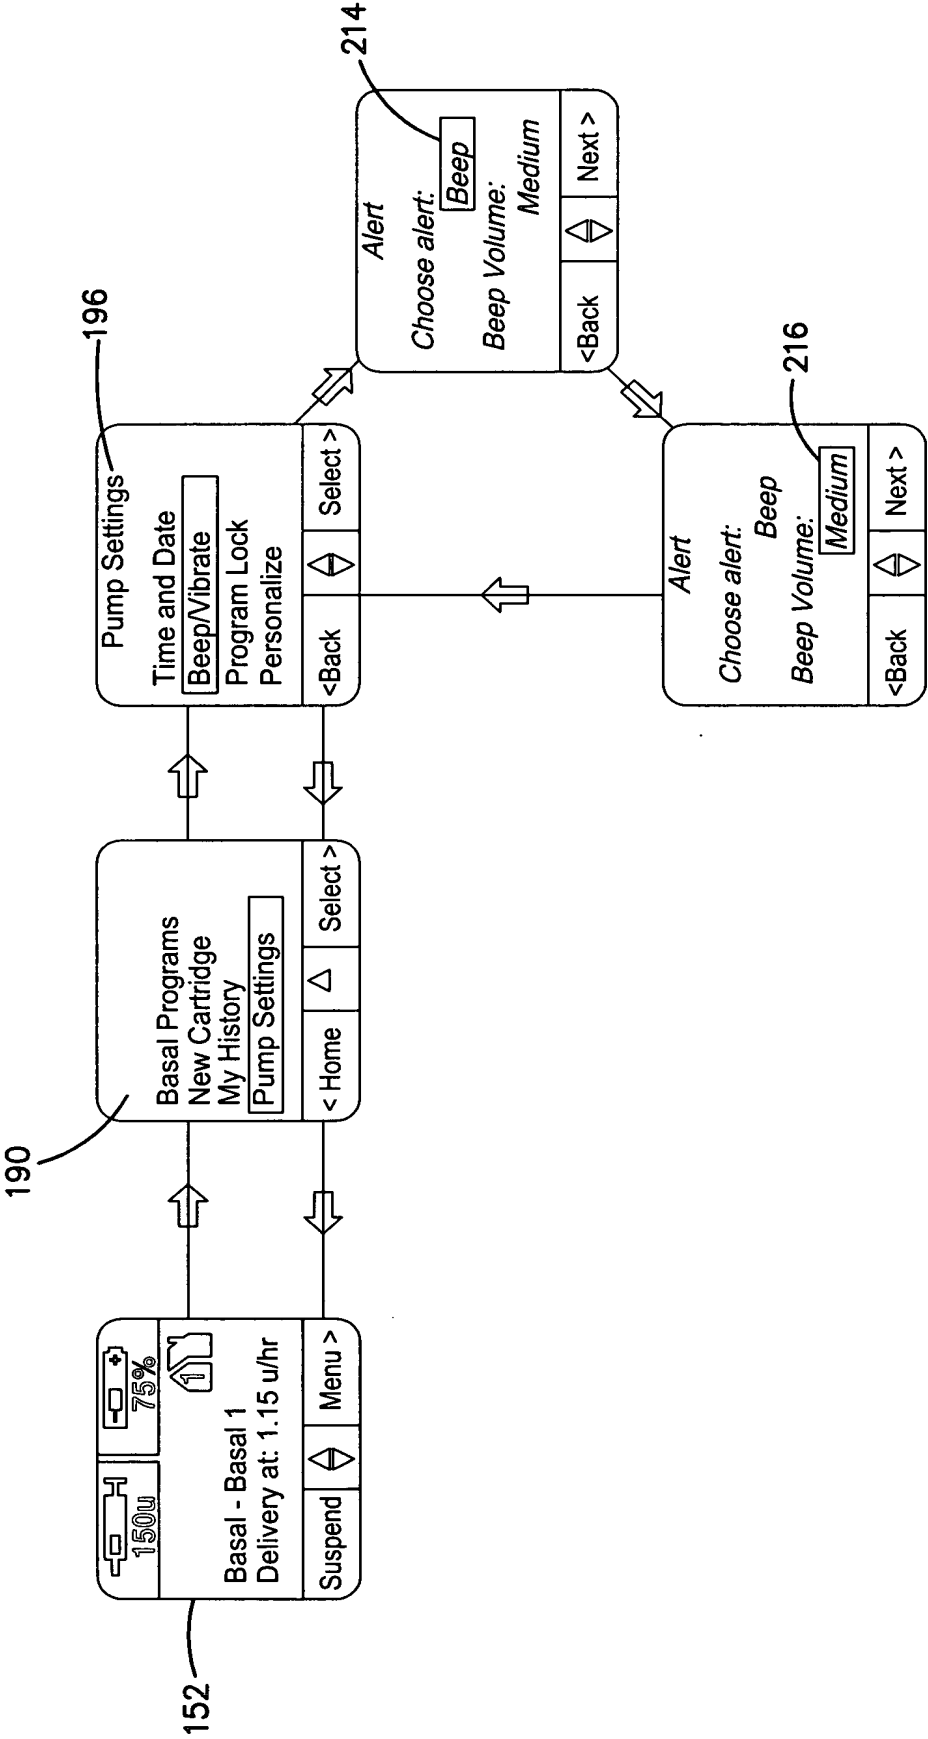 152
150u
75%
1
Basal - Basal 1
Delivery at: 1.15 u/hr
Suspend
Menu >
190
Basal Programs
New Cartridge
My History
Pump Settings
< Home
Select >
196
Pump Settings
Time and Date
Beep/Vibrate
Program Lock
Personalize
<Back
Select >
214
Alert
Choose alert:
Beep
Beep Volume:
Medium
<Back
Next >
216
Alert
Choose alert:
Beep
Beep Volume:
Medium
<Back
Next >